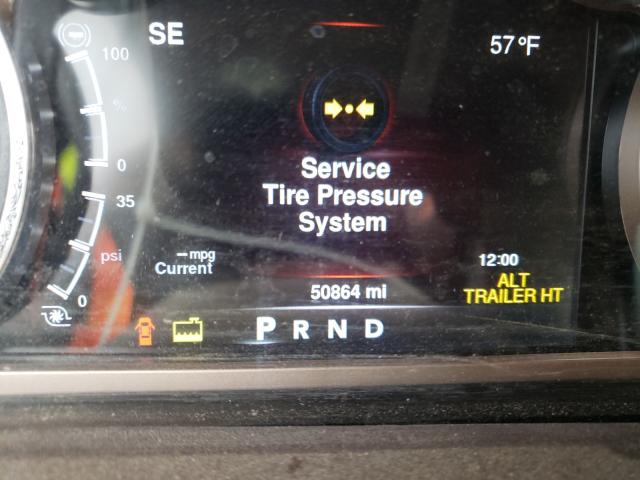 SE
57°F
100
%
0
35
psi
0
Service
Tire Pressure
System
--mpg
Current
12:00
50864 mi
ALT
TRAILER HT
P R N D